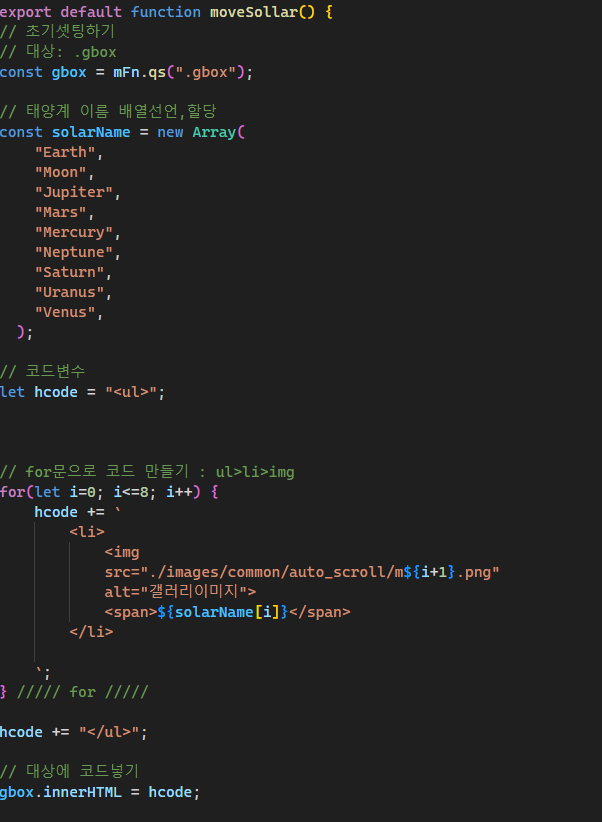 export default function moveSollar() {
// 초기셋팅하기
// 대상: .gbox
const gbox = mFn.qs(".gbox");
// 태양계 이름 배열선언,할당
const solarName = new Array(
"Earth",
"Moon",
"Jupiter",
"Mars",
"Mercury",
"Neptune",
"Saturn",
"Uranus",
"Venus",
);
// 코드변수
let hcode = "<ul>";
// for문으로 코드 만들기 : ul>li>img
for(let i=0; i<=8; i++) {
hcode += `
<li>
<img
src="./images/common/auto_scroll/m${i+1}.png"
alt="갤러리이미지">
<span>${solarName[i]}</span>
</li>
`;
} ///// for /////
hcode += "</ul>";
// 대상에 코드넣기
gbox.innerHTML = hcode;